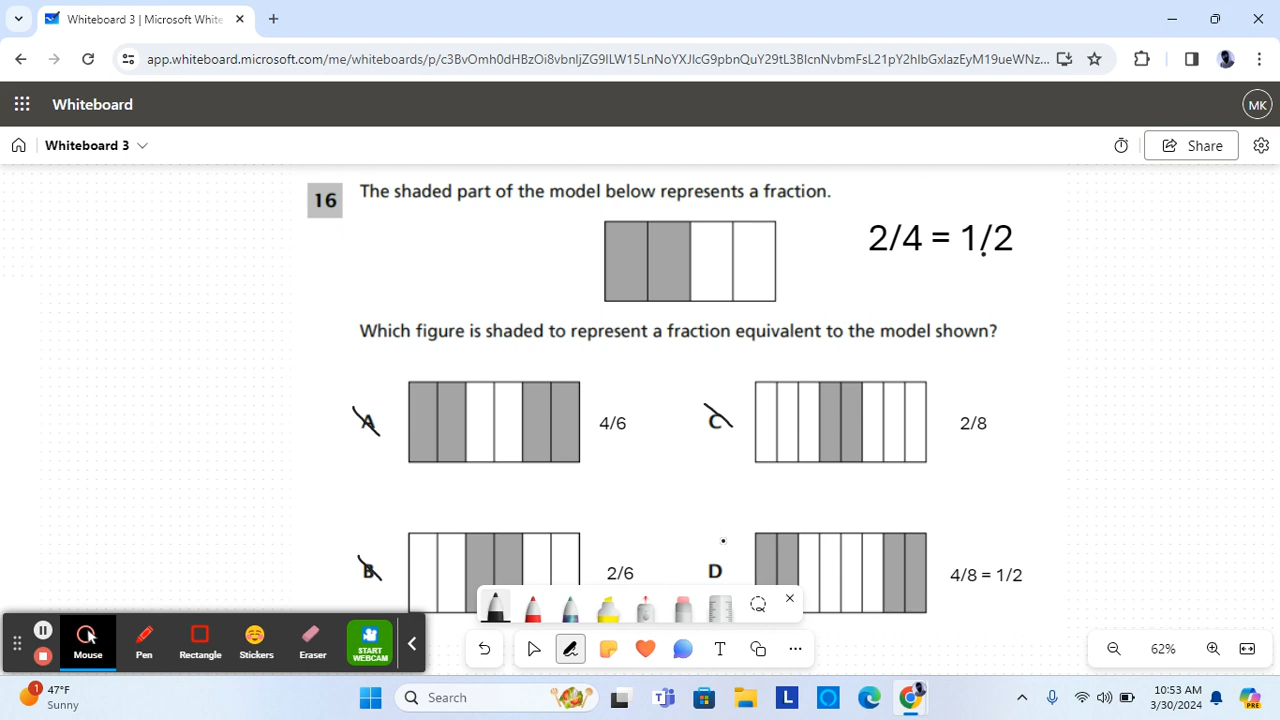 Whiteboard 3 | Microsoft White
app.whiteboard.microsoft.com/me/whiteboards/p/
Whiteboard
MK
Whiteboard 3
Share
16
The shaded part of the model below represents a fraction.
2/4 = 1/2
Which figure is shaded to represent a fraction equivalent to the model shown?
A
4/6
C
2/8
B
2/6
D
4/8 = 1/2
Mouse
Pen
Rectangle
Stickers
Eraser
START
WEBCAM
62%
1
47°F
Sunny
Search
L
PRE
10:53 AM
3/30/2024